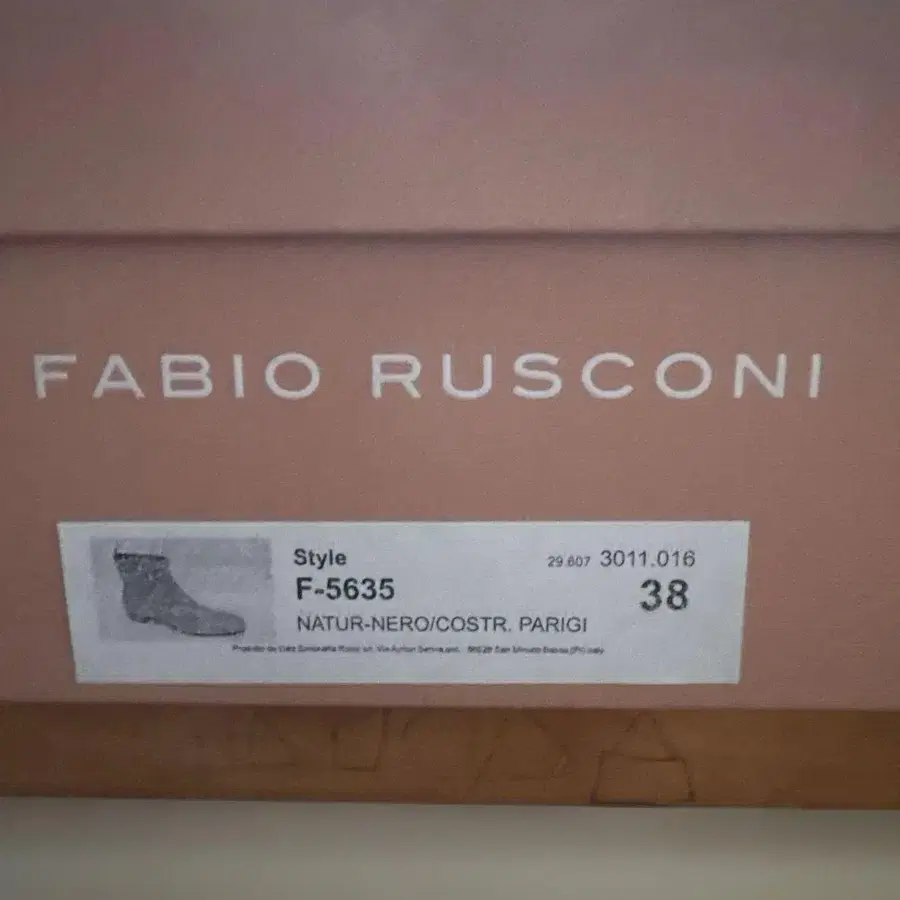 FABIO RUSCONI
Style 29.607 3011.016
F-5635 38
NATUR-NERO/COSTR. PARIGI